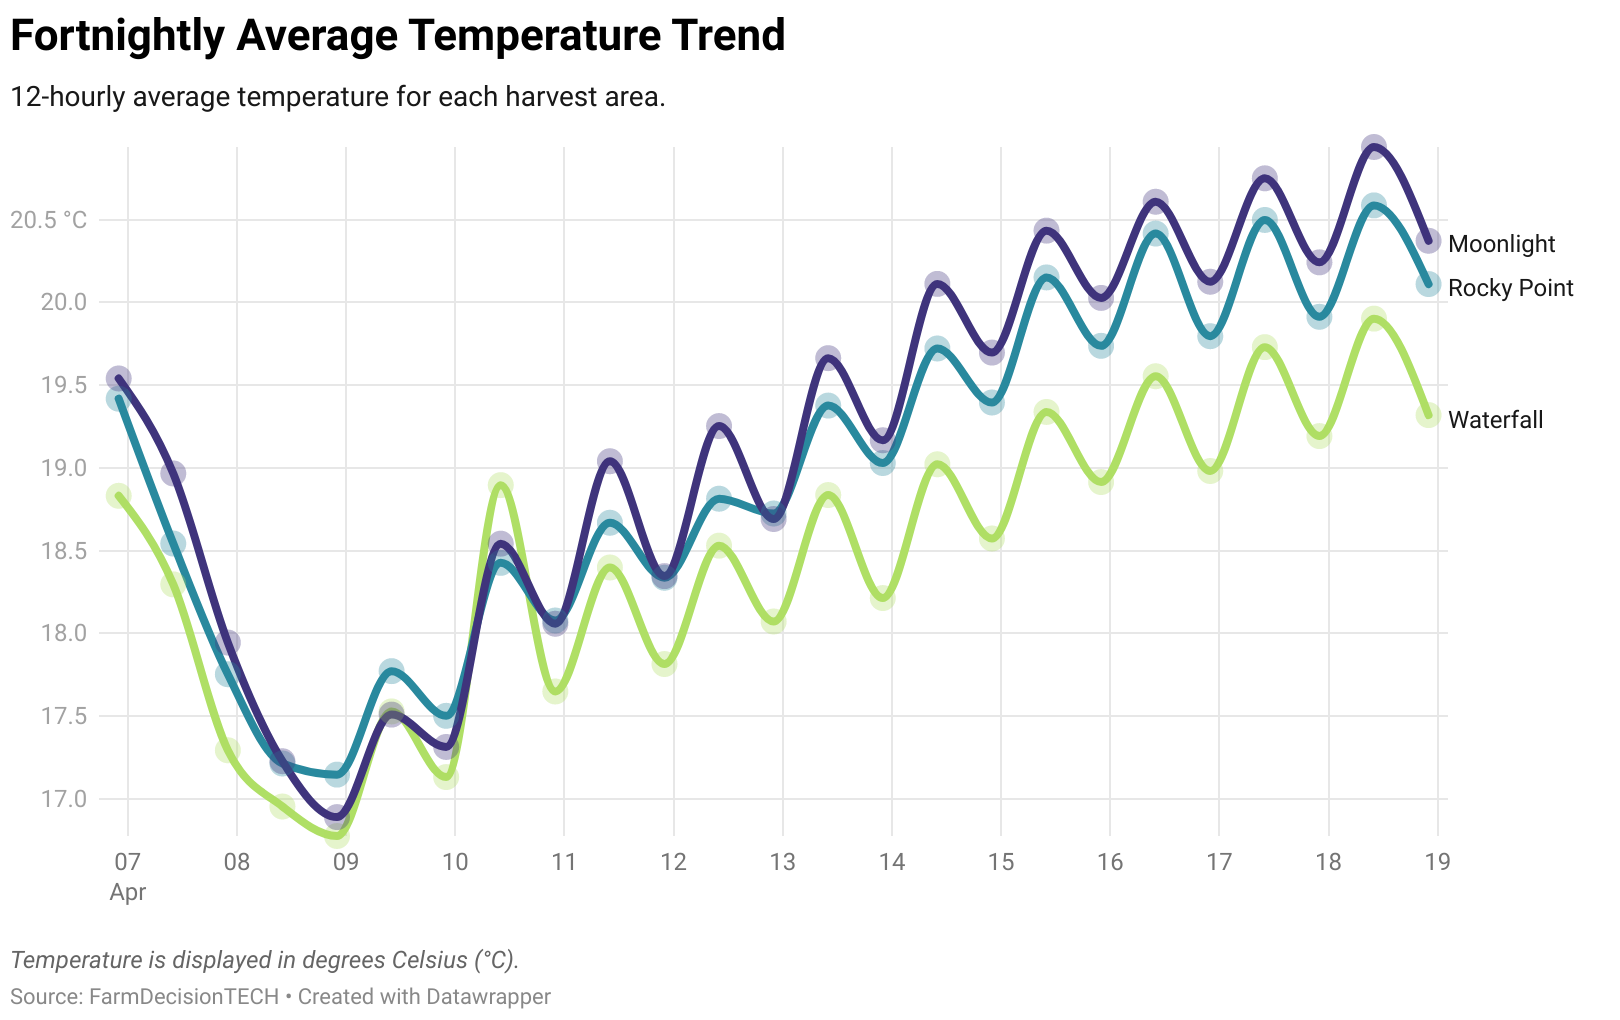 Fortnightly Average Temperature Trend
12-hourly average temperature for each harvest area.
20.5 °C
20.0
19.5
19.0
18.5
18.0
17.5
17.0
Moonlight
Rocky Point
Waterfall
07 08 09 10 11 12 13 14 15 16 17 18 19
Apr
Temperature is displayed in degrees Celsius (°C).
Source: FarmDecisionTECH • Created with Datawrapper